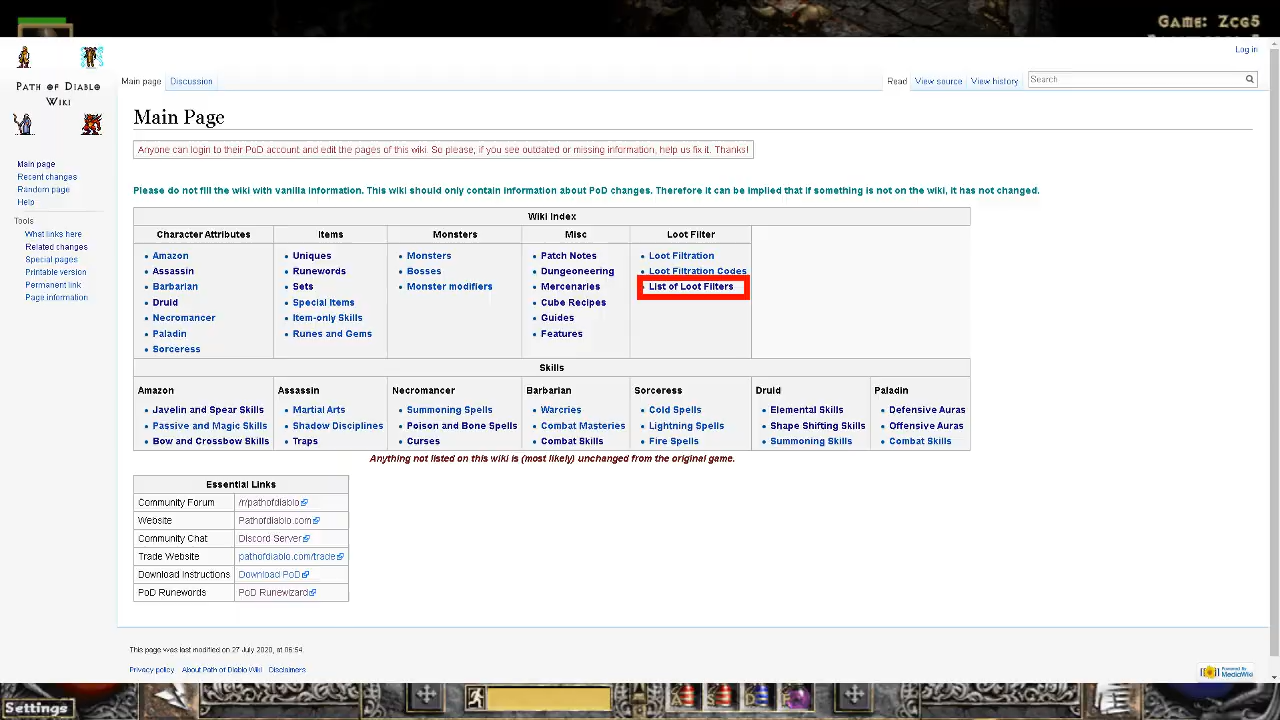 Game: Zcg5
Log in
Path of Diablo
Wiki
Main page
Discussion
Read
View source
View history
Search
Main Page
Anyone can login to their PoD account and edit the pages of this wiki. So please, if you see outdated or missing information, help us fix it. Thanks!
Main page
Recent changes
Random page
Help
Tools
What links here
Related changes
Special pages
Printable version
Permanent link
Page information
Please do not fill the wiki with vanilla information. This wiki should only contain information about PoD changes. Therefore it can be implied that if something is not on the wiki, it has not changed.
Wiki Index
Character Attributes
Items
Monsters
Misc
Loot Filter
Amazon
Assassin
Barbarian
Druid
Necromancer
Paladin
Sorceress
Uniques
Runewords
Sets
Special Items
Item-only Skills
Runes and Gems
Monsters
Bosses
Monster modifiers
Patch Notes
Dungeoneering
Mercenaries
Cube Recipes
Guides
Features
Loot Filtration
Loot Filtration Codes
List of Loot Filters
Skills
Amazon
Assassin
Necromancer
Barbarian
Sorceress
Druid
Paladin
Javelin and Spear Skills
Passive and Magic Skills
Bow and Crossbow Skills
Martial Arts
Shadow Disciplines
Traps
Summoning Spells
Poison and Bone Spells
Curses
Warcries
Combat Masteries
Combat Skills
Cold Spells
Lightning Spells
Fire Spells
Elemental Skills
Shape Shifting Skills
Summoning Skills
Defensive Auras
Offensive Auras
Combat Skills
Anything not listed on this wiki is (most likely) unchanged from the original game.
Essential Links
Community Forum /r/pathofdiablo
Website Pathofdiablo.com
Community Chat Discord Server
Trade Website pathofdiablo.com/trade
Download Instructions Download PoD
PoD Runewords PoD Runewizard
This page was last modified on 27 July 2020, at 06:54.
Privacy policy
About Path of Diablo Wiki
Disclaimers
Powered By
MediaWiki
Settings